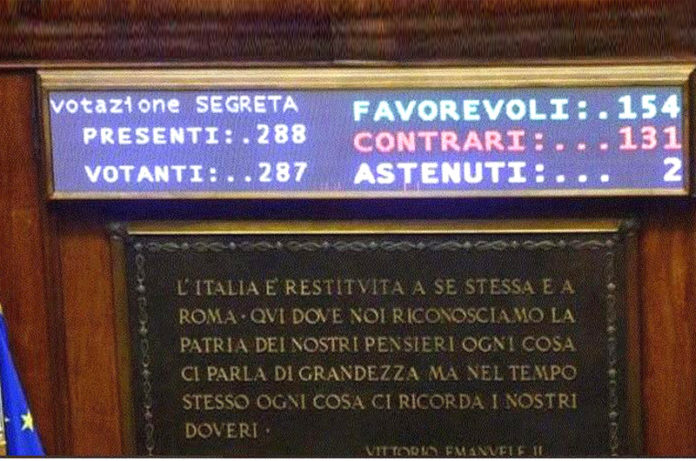 votazione SEGRETA
PRESENTI:.288
VOTANTI:..287
FAVOREVOLI:.154
CONTRARI:...131
ASTENUTI:... 2
L'ITALIA E' RESTITVITA A SE STESSA E A
ROMA · QVI DOVE NOI RICONOSCIAMO LA
PATRIA DEI NOSTRI PENSIERI OGNI COSA
CI PARLA DI GRANDEZZA MA NEL TEMPO
STESSO OGNI COSA CI RICORDA I NOSTRI
DOVERI ·
VITTORIO EMANVELE II